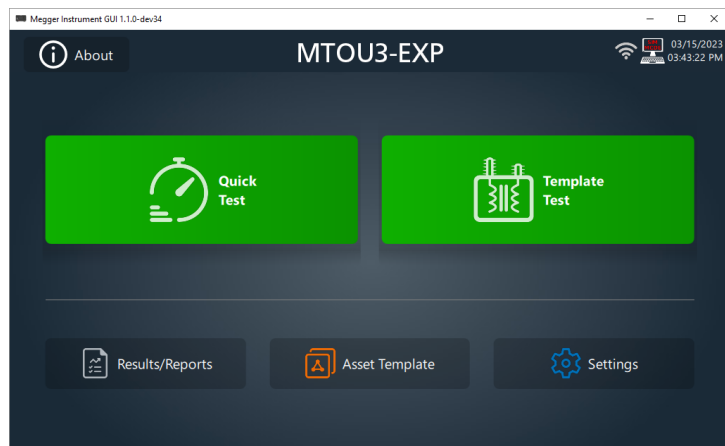 Megger Instrument GUI 1.1.0-dev34
About
MTOU3-EXP
03/15/2023
03:43:22 PM
Quick
Test
Template
Test
Results/Reports
Asset Template
Settings